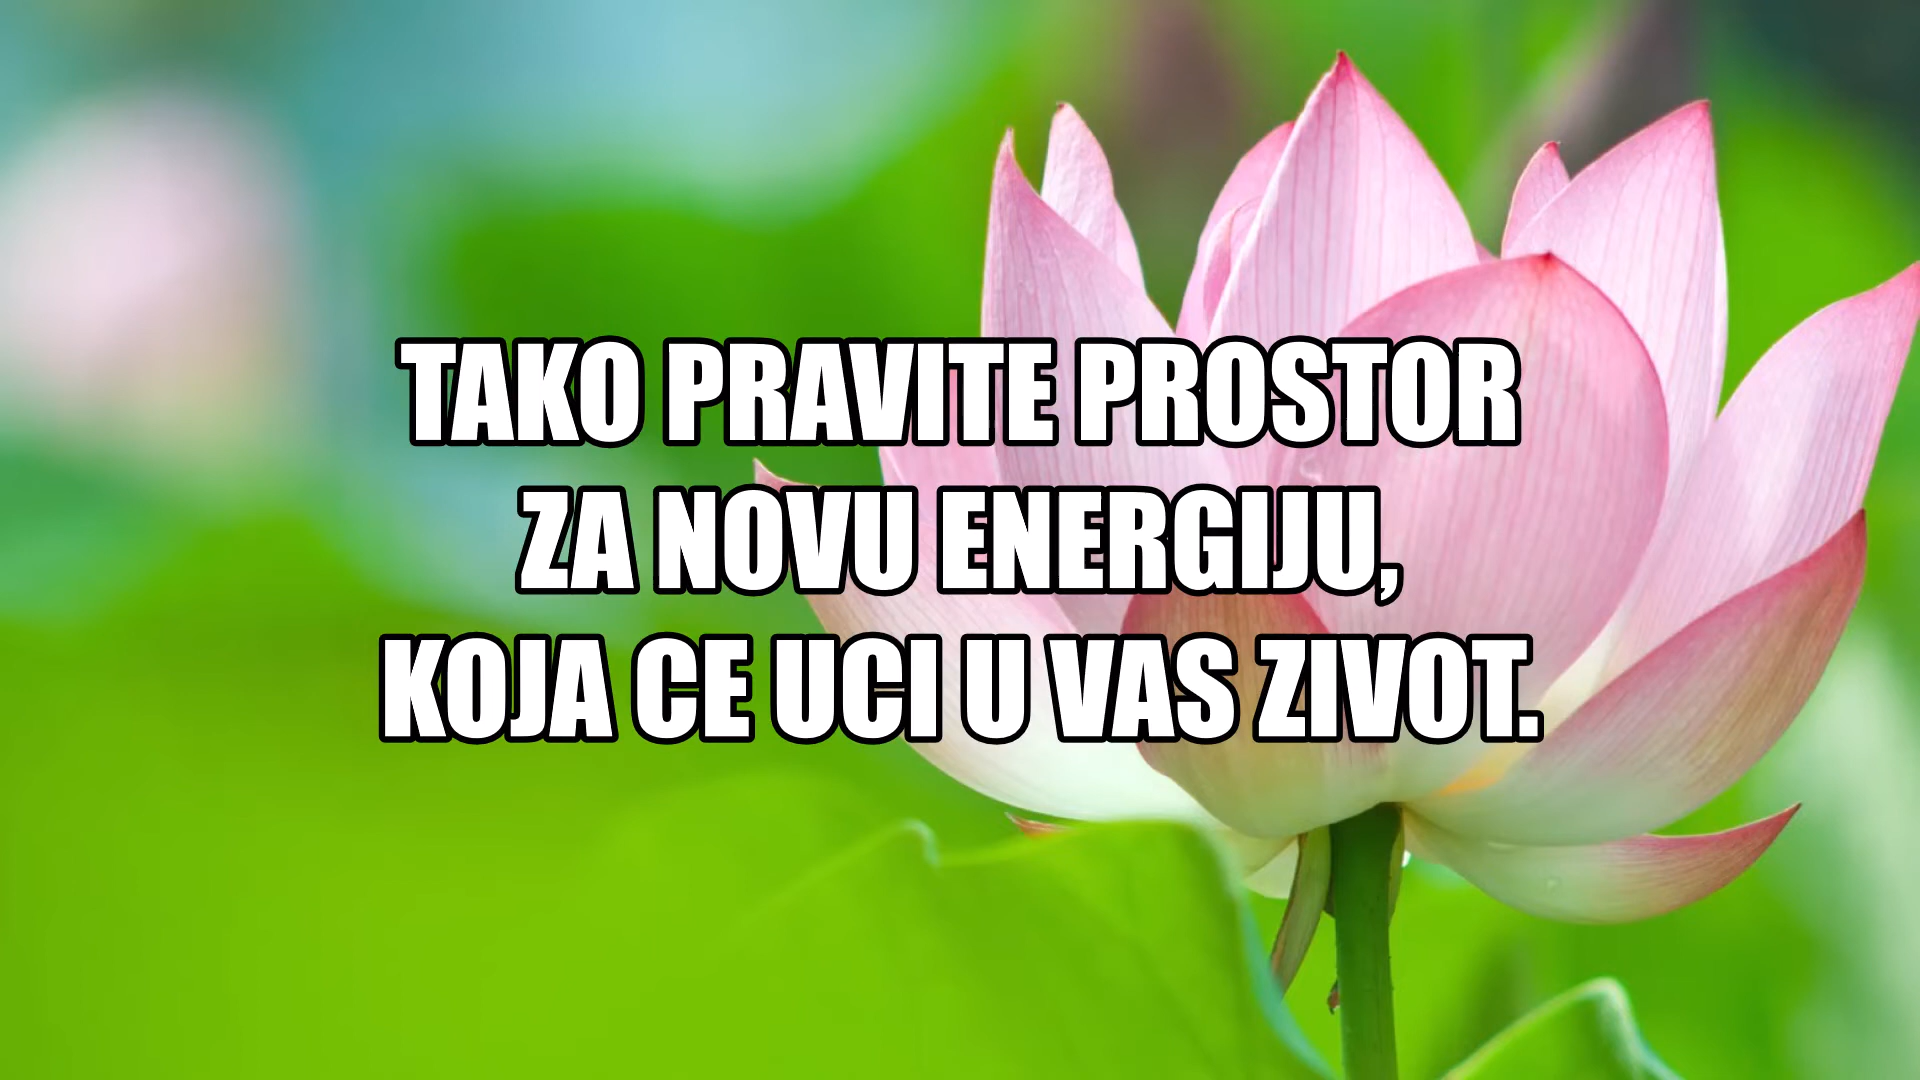 TAKO PRAVITE PROSTOR
ZA NOVU ENERGIJU,
KOJA CE UCI U VAS ZIVOT.